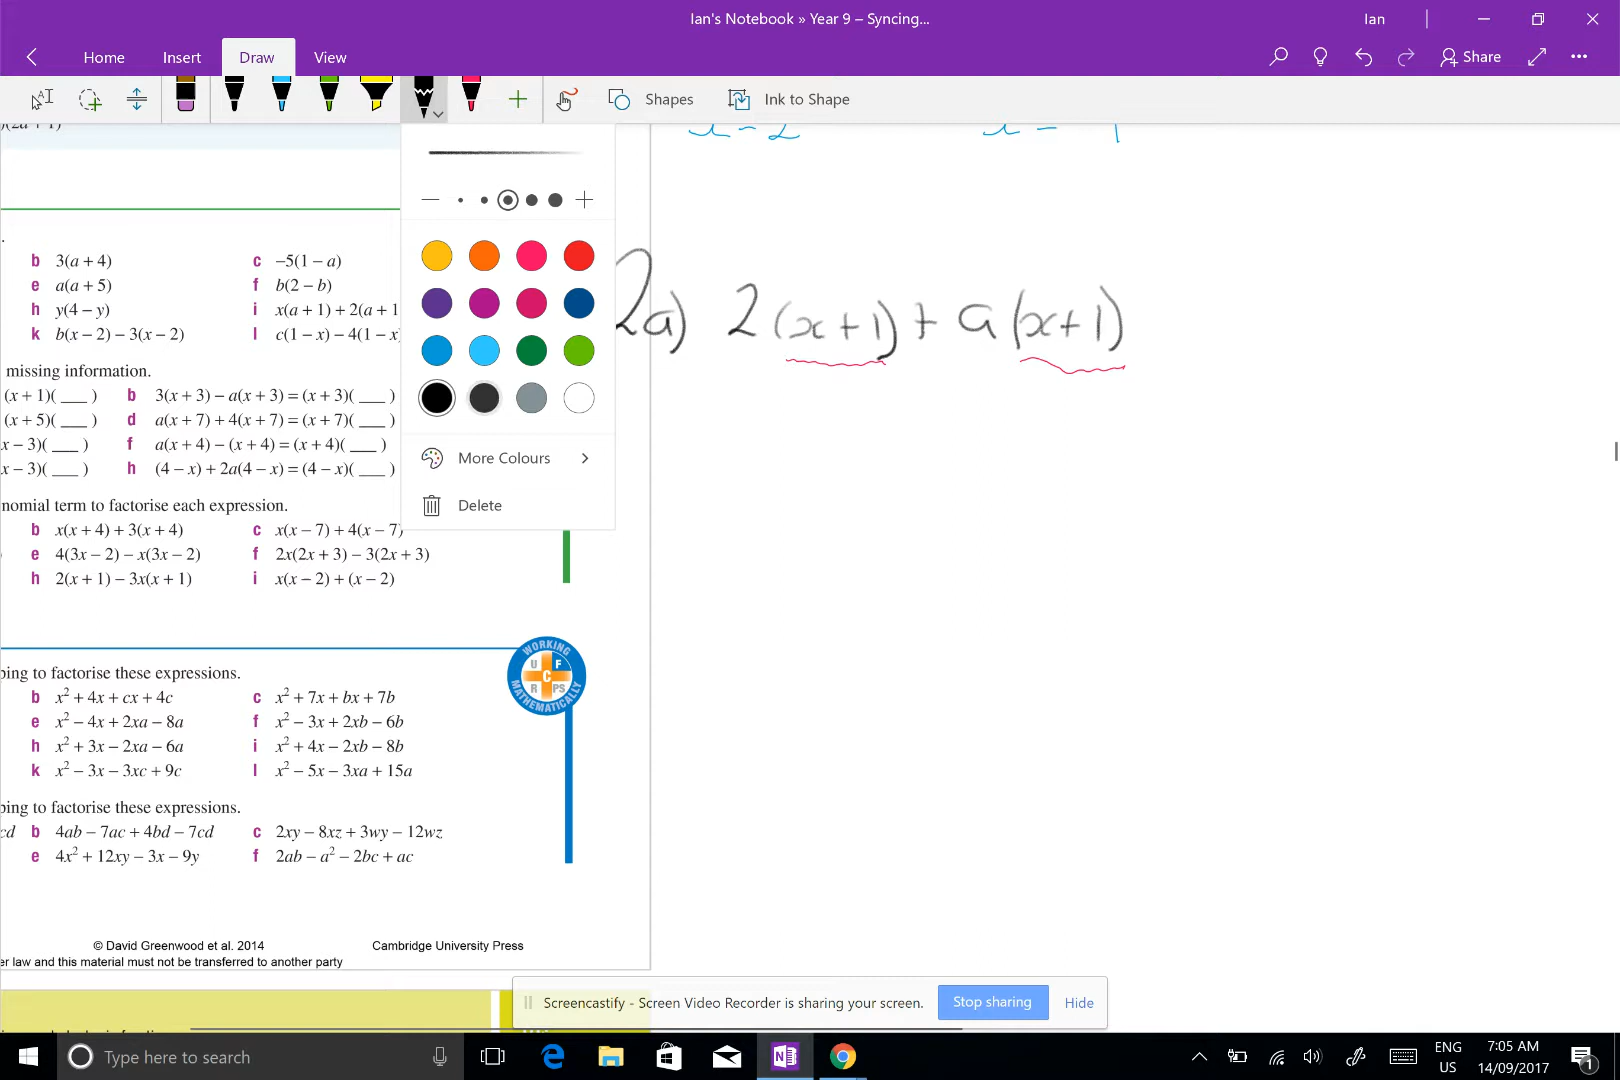 Ian's Notebook » Year 9 – Syncing...
Ian
Home Insert Draw View
Share
Shapes Ink to Shape
)(2a + 1)
x = 2 x = -1
.
b 3(a + 4) c –5(1 – a)
e a(a + 5) f b(2 – b)
h y(4 – y) i x(a + 1) + 2(a + 1
k b(x – 2) – 3(x – 2) l c(1 – x) – 4(1 – x)
missing information.
(x + 1)( ___ ) b 3(x + 3) – a(x + 3) = (x + 3)( ___ )
(x + 5)( ___ ) d a(x + 7) + 4(x + 7) = (x + 7)( ___ )
x – 3)( ___ ) f a(x + 4) – (x + 4) = (x + 4)( ___ )
x – 3)( ___ ) h (4 – x) + 2a(4 – x) = (4 – x)( ___ )
nomial term to factorise each expression.
b x(x + 4) + 3(x + 4) c x(x – 7) + 4(x – 7)
e 4(3x – 2) – x(3x – 2) f 2x(2x + 3) – 3(2x + 3)
h 2(x + 1) – 3x(x + 1) i x(x – 2) + (x – 2)
ping to factorise these expressions.
b x² + 4x + cx + 4c c x² + 7x + bx + 7b
e x² – 4x + 2xa – 8a f x² – 3x + 2xb – 6b
h x² + 3x – 2xa – 6a i x² + 4x – 2xb – 8b
k x² – 3x – 3xc + 9c l x² – 5x – 3xa + 15a
ping to factorise these expressions.
cd b 4ab – 7ac + 4bd – 7cd c 2xy – 8xz + 3wy – 12wz
e 4x² + 12xy – 3x – 9y f 2ab – a² – 2bc + ac
WORKING
U F
C
R PS
MATHEMATICALLY
© David Greenwood et al. 2014 Cambridge University Press
er law and this material must not be transferred to another party
More Colours
Delete
2a) 2(x+1) + a(x+1)
Screencastify - Screen Video Recorder is sharing your screen. Stop sharing Hide
Type here to search
ENG
US
7:05 AM
14/09/2017
1